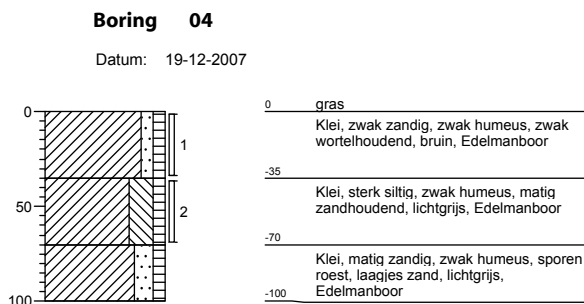 Boring 04
Datum: 19-12-2007
0
50
100
1
2
0 gras
Klei, zwak zandig, zwak humeus, zwak
wortelhoudend, bruin, Edelmanboor
-35
Klei, sterk siltig, zwak humeus, matig
zandhoudend, lichtgrijs, Edelmanboor
-70
Klei, matig zandig, zwak humeus, sporen
roest, laagjes zand, lichtgrijs,
Edelmanboor
-100